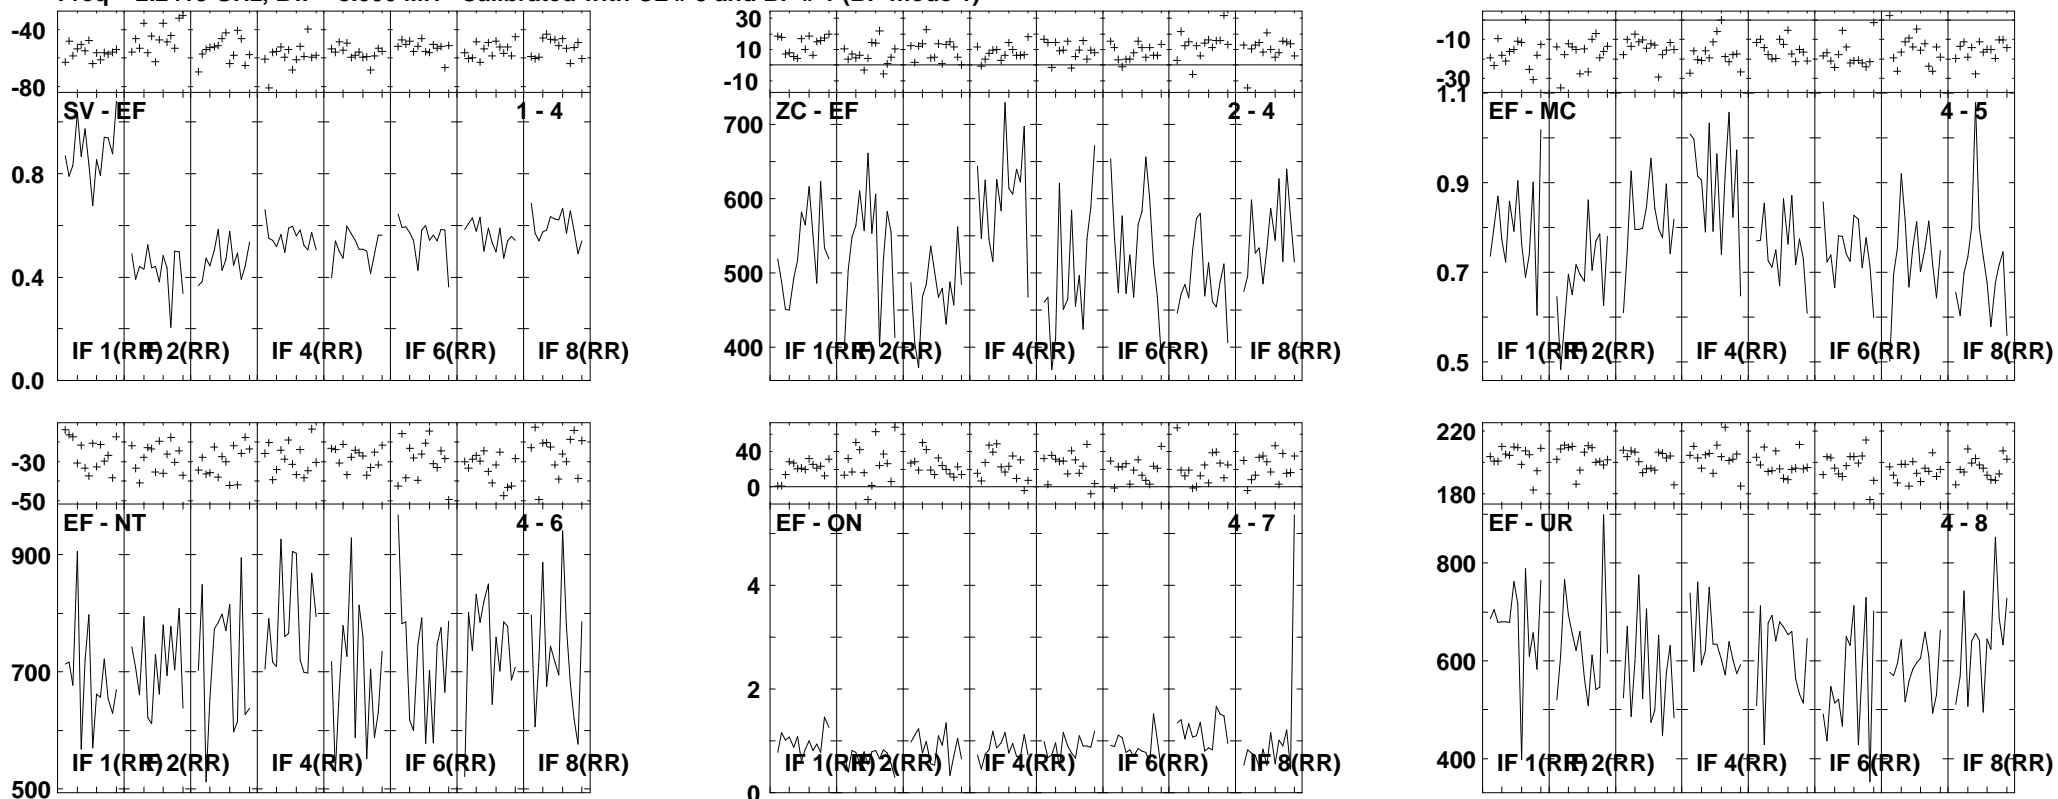 -40
-80
SV - EF 1 - 4
0.8
0.4
0.0
IF 1(RR) IF 2(RR) IF 4(RR) IF 6(RR) IF 8(RR)
30
10
-10
ZC - EF 2 - 4
700
600
500
400
IF 1(RR) IF 2(RR) IF 4(RR) IF 6(RR) IF 8(RR)
-10
-30
1.1
EF - MC 4 - 5
0.9
0.7
0.5
IF 1(RR) IF 2(RR) IF 4(RR) IF 6(RR) IF 8(RR)
-30
-50
EF - NT 4 - 6
900
700
500
IF 1(RR) IF 2(RR) IF 4(RR) IF 6(RR) IF 8(RR)
40
0
EF - ON 4 - 7
4
2
0
IF 1(RR) IF 2(RR) IF 4(RR) IF 6(RR) IF 8(RR)
220
180
EF - UR 4 - 8
800
600
400
IF 1(RR) IF 2(RR) IF 4(RR) IF 6(RR) IF 8(RR)